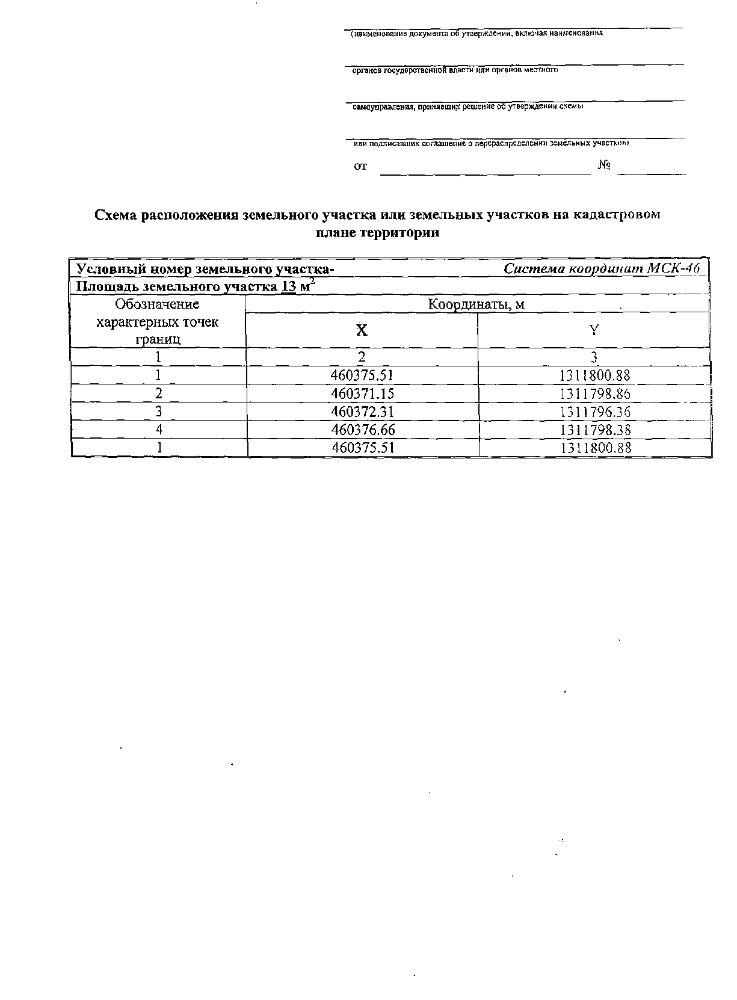 (наименование документа об утверждении, включая наименования
органов государственной власти или органов местного
самоуправления, принявших решение об утверждении схемы
или подписавших соглашение о перераспределении земельных участков)
от № 
Схема расположения земельного участка или земельных участков на кадастровом
плане территории
Условный номер земельного участка- Система координат МСК-46
Площадь земельного участка 13 м²
Обозначение характерных точек границ Координаты, м
X Y
1 2 3
1 460375.51 1311800.88
2 460371.15 1311798.86
3 460372.31 1311796.36
4 460376.66 1311798.38
1 460375.51 1311800.88